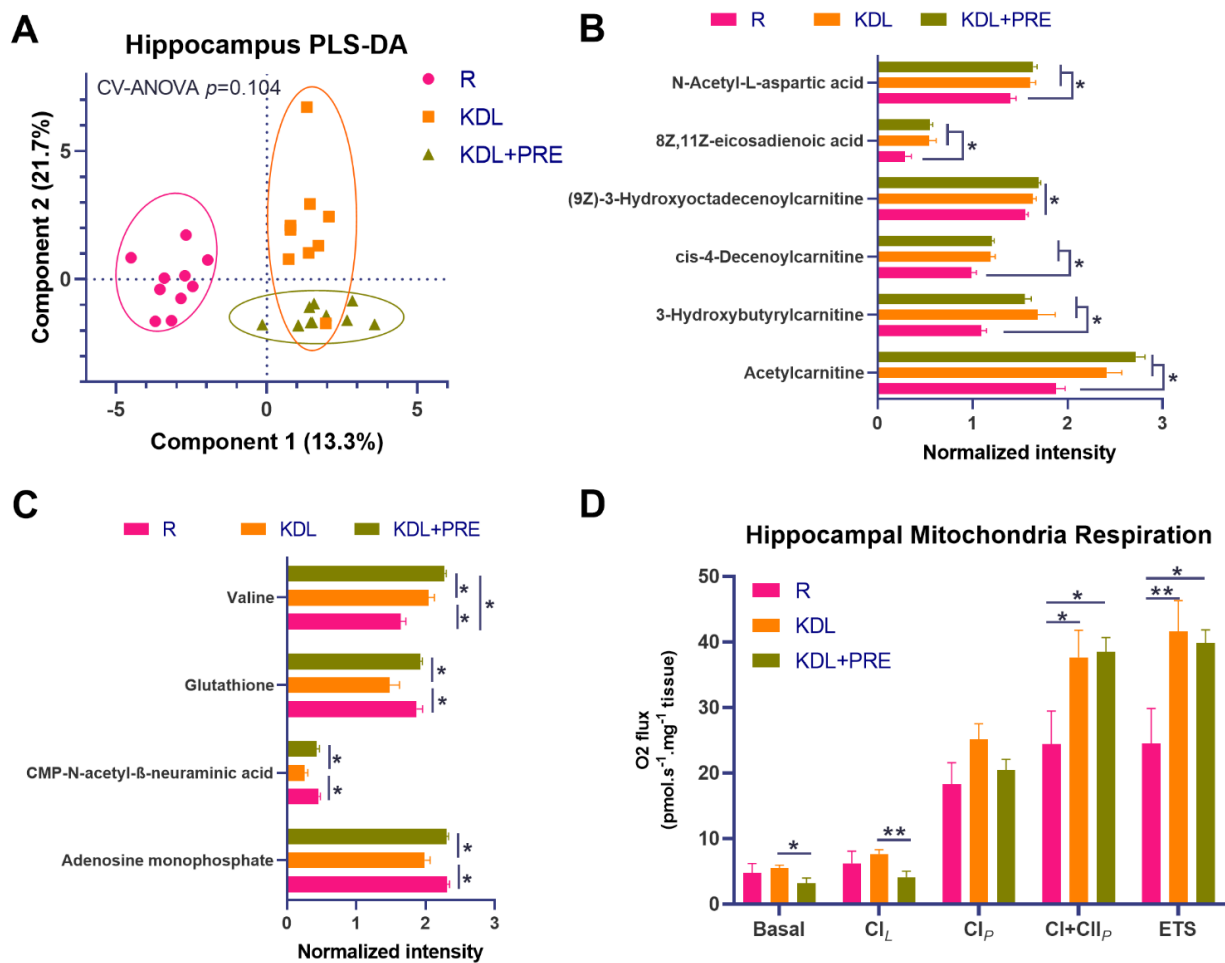 A
Hippocampus PLS-DA
CV-ANOVA p=0.104
R
KDL
KDL+PRE
Component 2 (21.7%)
5
0
-5
0
5
Component 1 (13.3%)
B
R KDL KDL+PRE
N-Acetyl-L-aspartic acid
*
8Z,11Z-eicosadienoic acid
*
(9Z)-3-Hydroxyoctadecenoylcarnitine
*
cis-4-Decenoylcarnitine
*
3-Hydroxybutyrylcarnitine
*
Acetylcarnitine
*
0 1 2 3
Normalized intensity
C
R KDL KDL+PRE
Valine
* * *
Glutathione
* *
CMP-N-acetyl-ß-neuraminic acid
* *
Adenosine monophosphate
* *
0 1 2 3
Normalized intensity
D
Hippocampal Mitochondria Respiration
R
KDL
KDL+PRE
O2 flux
(pmol.s⁻¹.mg⁻¹ tissue)
50
40
30
20
10
0
*
**
*
*
*
**
Basal CI_L CI_P CI+CII_P ETS